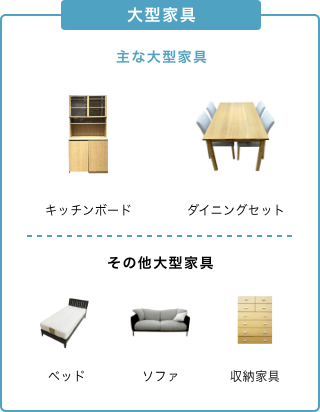 大型家具
主な大型家具
キッチンボード
ダイニングセット
その他大型家具
ベッド
ソファ
収納家具